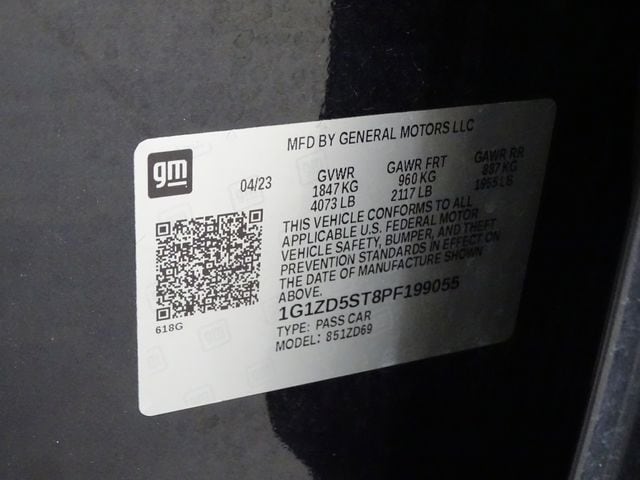 MFD BY GENERAL MOTORS LLC
gm
04/23
GVWR GAWR FRT GAWR RR
1847 KG 960 KG 887 KG
4073 LB 2117 LB 1955 LB
THIS VEHICLE CONFORMS TO ALL
APPLICABLE U.S. FEDERAL MOTOR
VEHICLE SAFETY, BUMPER, AND THEFT
PREVENTION STANDARDS IN EFFECT ON
THE DATE OF MANUFACTURE SHOWN
ABOVE.
1G1ZD5ST8PF199055
TYPE: PASS CAR
MODEL: 851ZD69
618G